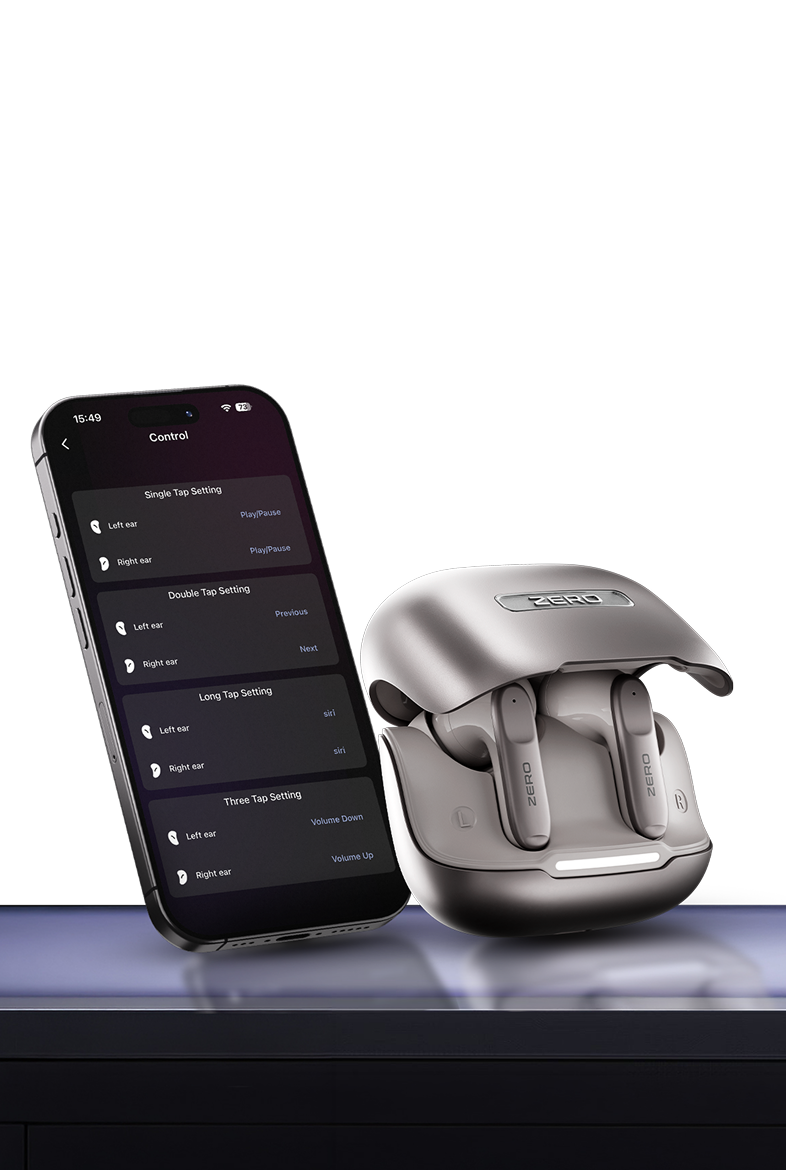 15:49
73
Control
Single Tap Setting
Left ear
Play/Pause
Right ear
Play/Pause
Double Tap Setting
Left ear
Previous
Right ear
Next
Long Tap Setting
Left ear
siri
Right ear
siri
Three Tap Setting
Left ear
Volume Down
Right ear
Volume Up
ZERO
ZERO
ZERO
L
R